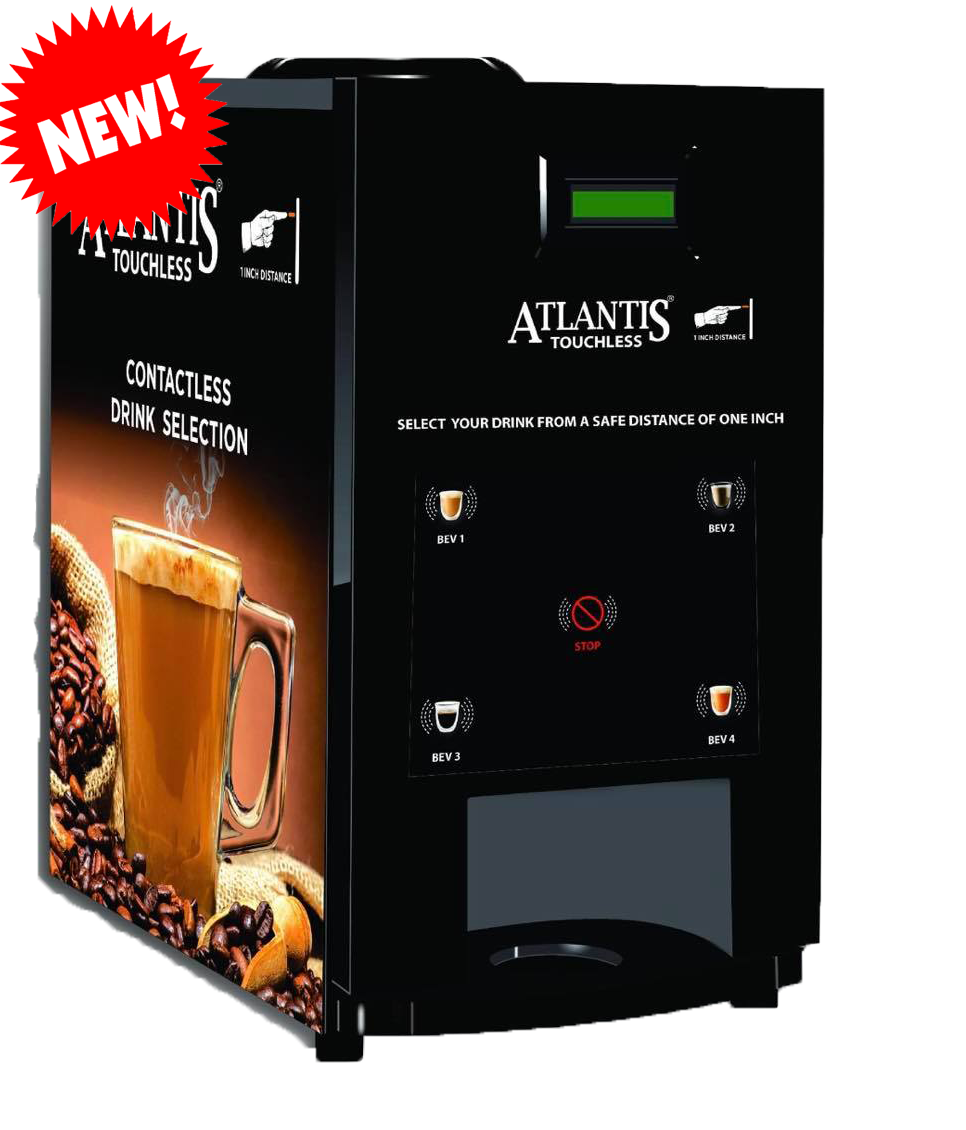 NEW!
ATLANTIS®
TOUCHLESS
1 INCH DISTANCE
CONTACTLESS
DRINK SELECTION
ATLANTIS®
TOUCHLESS
1 INCH DISTANCE
SELECT YOUR DRINK FROM A SAFE DISTANCE OF ONE INCH
BEV 1
BEV 2
STOP
BEV 3
BEV 4